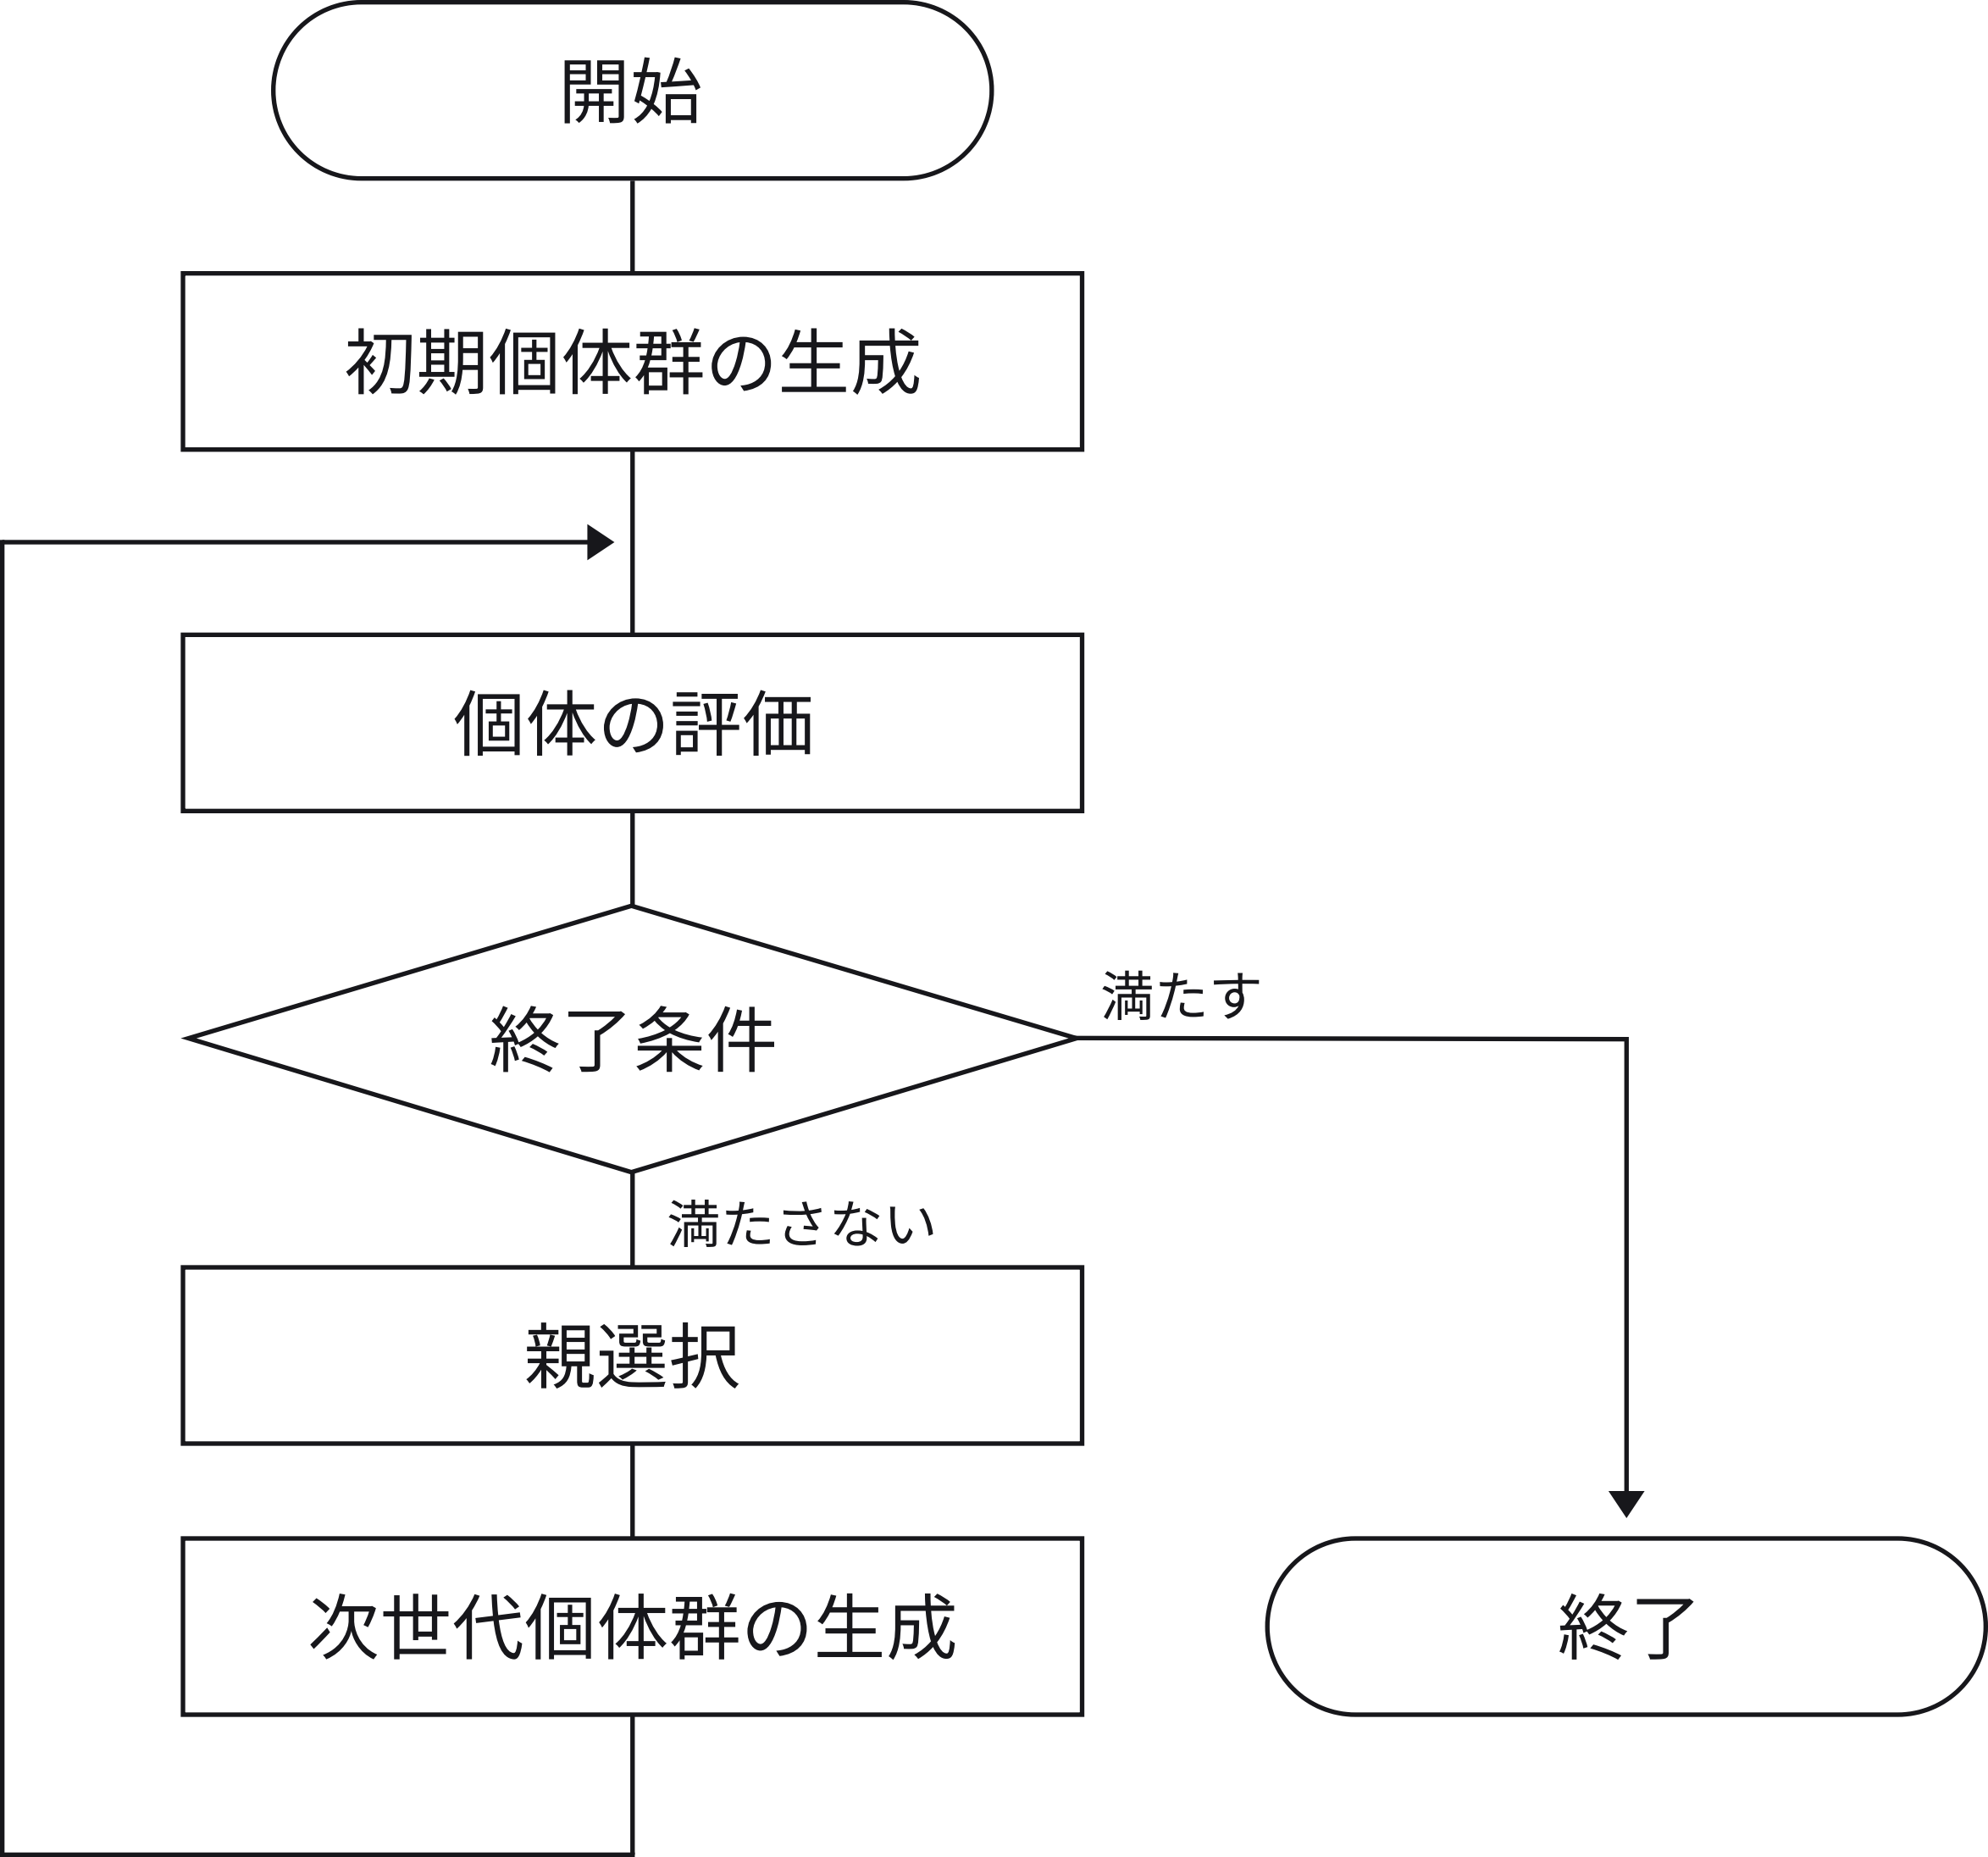 開始
初期個体群の生成
個体の評価
終了条件
満たす
満たさない
親選択
次世代個体群の生成
終了